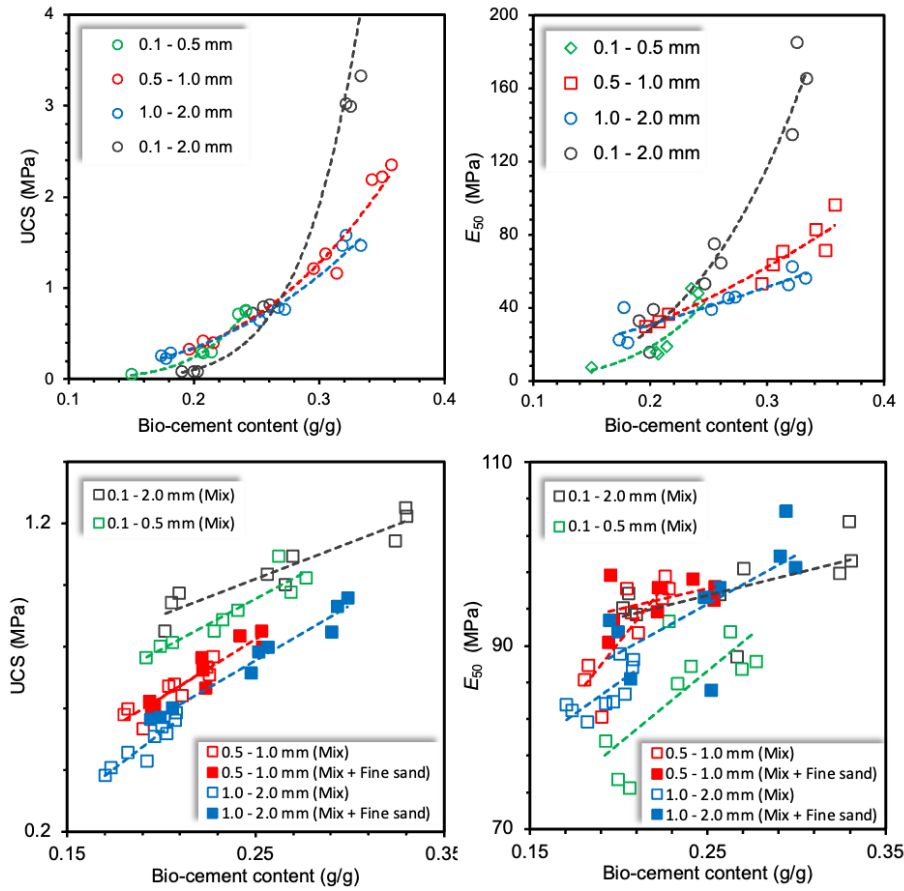 4
3
2
1
0
UCS (MPa)
0.1 - 0.5 mm
0.5 - 1.0 mm
1.0 - 2.0 mm
0.1 - 2.0 mm
0.1
0.2
0.3
0.4
Bio-cement content (g/g)
200
160
120
80
40
0
E50 (MPa)
0.1 - 0.5 mm
0.5 - 1.0 mm
1.0 - 2.0 mm
0.1 - 2.0 mm
0.1
0.2
0.3
0.4
Bio-cement content (g/g)
1.2
0.2
UCS (MPa)
0.1 - 2.0 mm (Mix)
0.1 - 0.5 mm (Mix)
0.5 - 1.0 mm (Mix)
0.5 - 1.0 mm (Mix + Fine sand)
1.0 - 2.0 mm (Mix)
1.0 - 2.0 mm (Mix + Fine sand)
0.15
0.25
0.35
Bio-cement content (g/g)
110
90
70
E50 (MPa)
0.1 - 2.0 mm (Mix)
0.1 - 0.5 mm (Mix)
0.5 - 1.0 mm (Mix)
0.5 - 1.0 mm (Mix + Fine sand)
1.0 - 2.0 mm (Mix)
1.0 - 2.0 mm (Mix + Fine sand)
0.15
0.25
0.35
Bio-cement content (g/g)